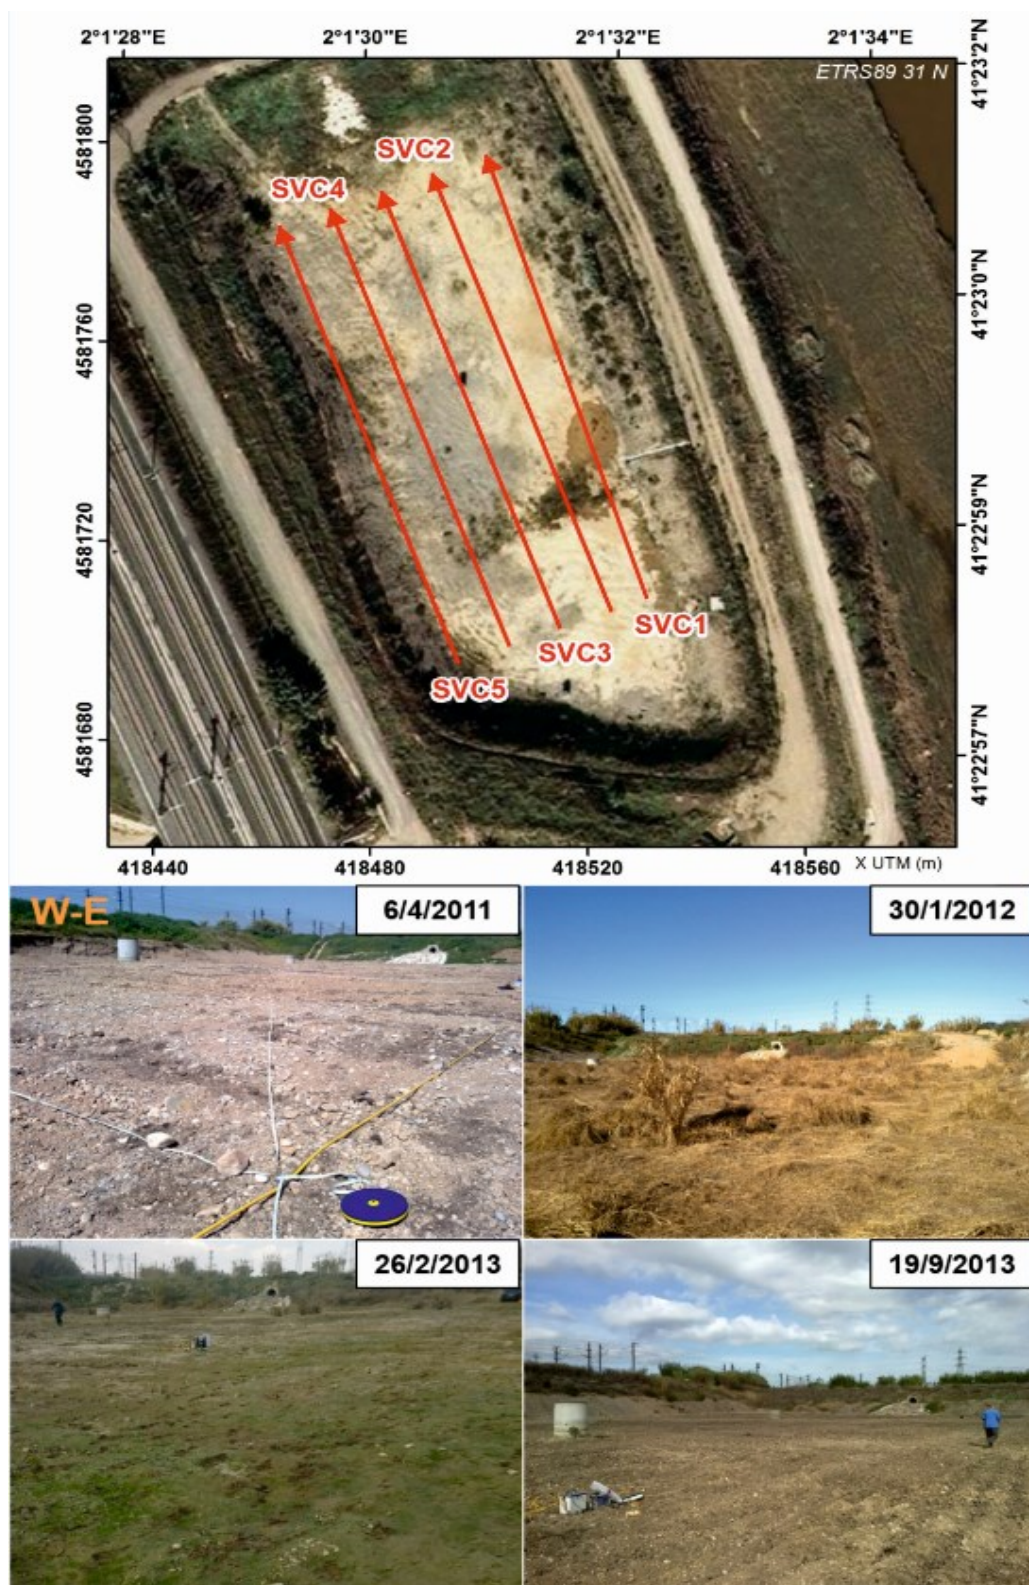 2°1'28"E 2°1'30"E 2°1'32"E 2°1'34"E
ETRS89 31 N
41°23'2"N
4581800
SVC2
SVC4
41°23'0"N
4581760
41°22'59"N
4581720
SVC1
SVC3
SVC5
4581680
41°22'57"N
418440 418480 418520 418560 X UTM (m)
W-E 6/4/2011 30/1/2012
26/2/2013 19/9/2013